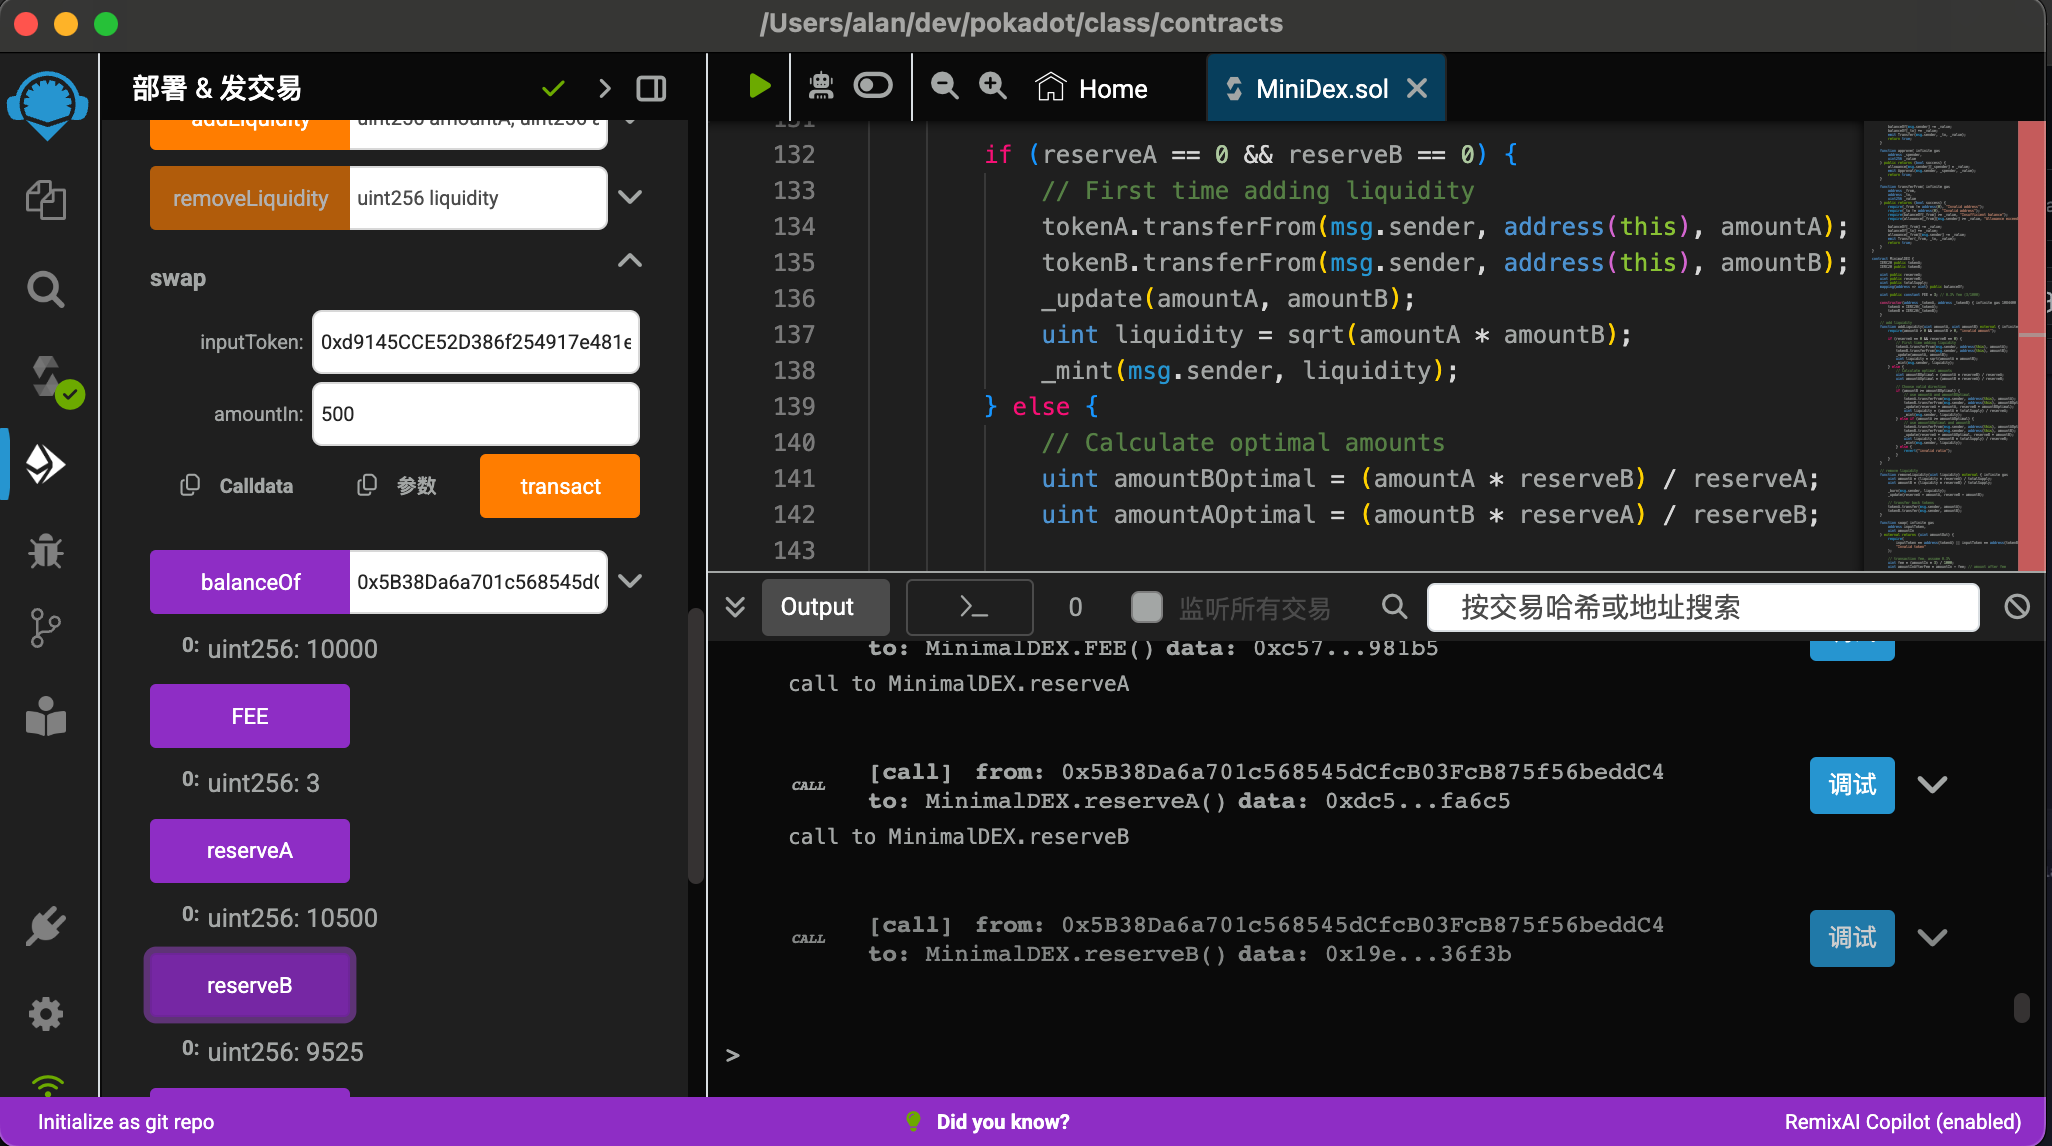 /Users/alan/dev/pokadot/class/contracts
部署 & 发交易
addLiquidity
removeLiquidity
uint256 liquidity
swap
inputToken:
0xd9145CCE52D386f254917e481e
amountIn:
500
Calldata
参数
transact
balanceOf
0x5B38Da6a701c568545dC
0: uint256: 10000
FEE
0: uint256: 3
reserveA
0: uint256: 10500
reserveB
0: uint256: 9525
Home
MiniDex.sol
131
132 if (reserveA == 0 && reserveB == 0) {
133 // First time adding liquidity
134 tokenA.transferFrom(msg.sender, address(this), amountA);
135 tokenB.transferFrom(msg.sender, address(this), amountB);
136 _update(amountA, amountB);
137 uint liquidity = sqrt(amountA * amountB);
138 _mint(msg.sender, liquidity);
139 } else {
140 // Calculate optimal amounts
141 uint amountBOptimal = (amountA * reserveB) / reserveA;
142 uint amountAOptimal = (amountB * reserveA) / reserveB;
143
Output
>_
0
监听所有交易
按交易哈希或地址搜索
to: MinimalDEX.FEE() data: 0xc57...981b5
call to MinimalDEX.reserveA
CALL
[call] from: 0x5B38Da6a701c568545dCfcB03FcB875f56beddC4
to: MinimalDEX.reserveA() data: 0xdc5...fa6c5
调试
call to MinimalDEX.reserveB
CALL
[call] from: 0x5B38Da6a701c568545dCfcB03FcB875f56beddC4
to: MinimalDEX.reserveB() data: 0x19e...36f3b
调试
>
Initialize as git repo
Did you know?
RemixAI Copilot (enabled)